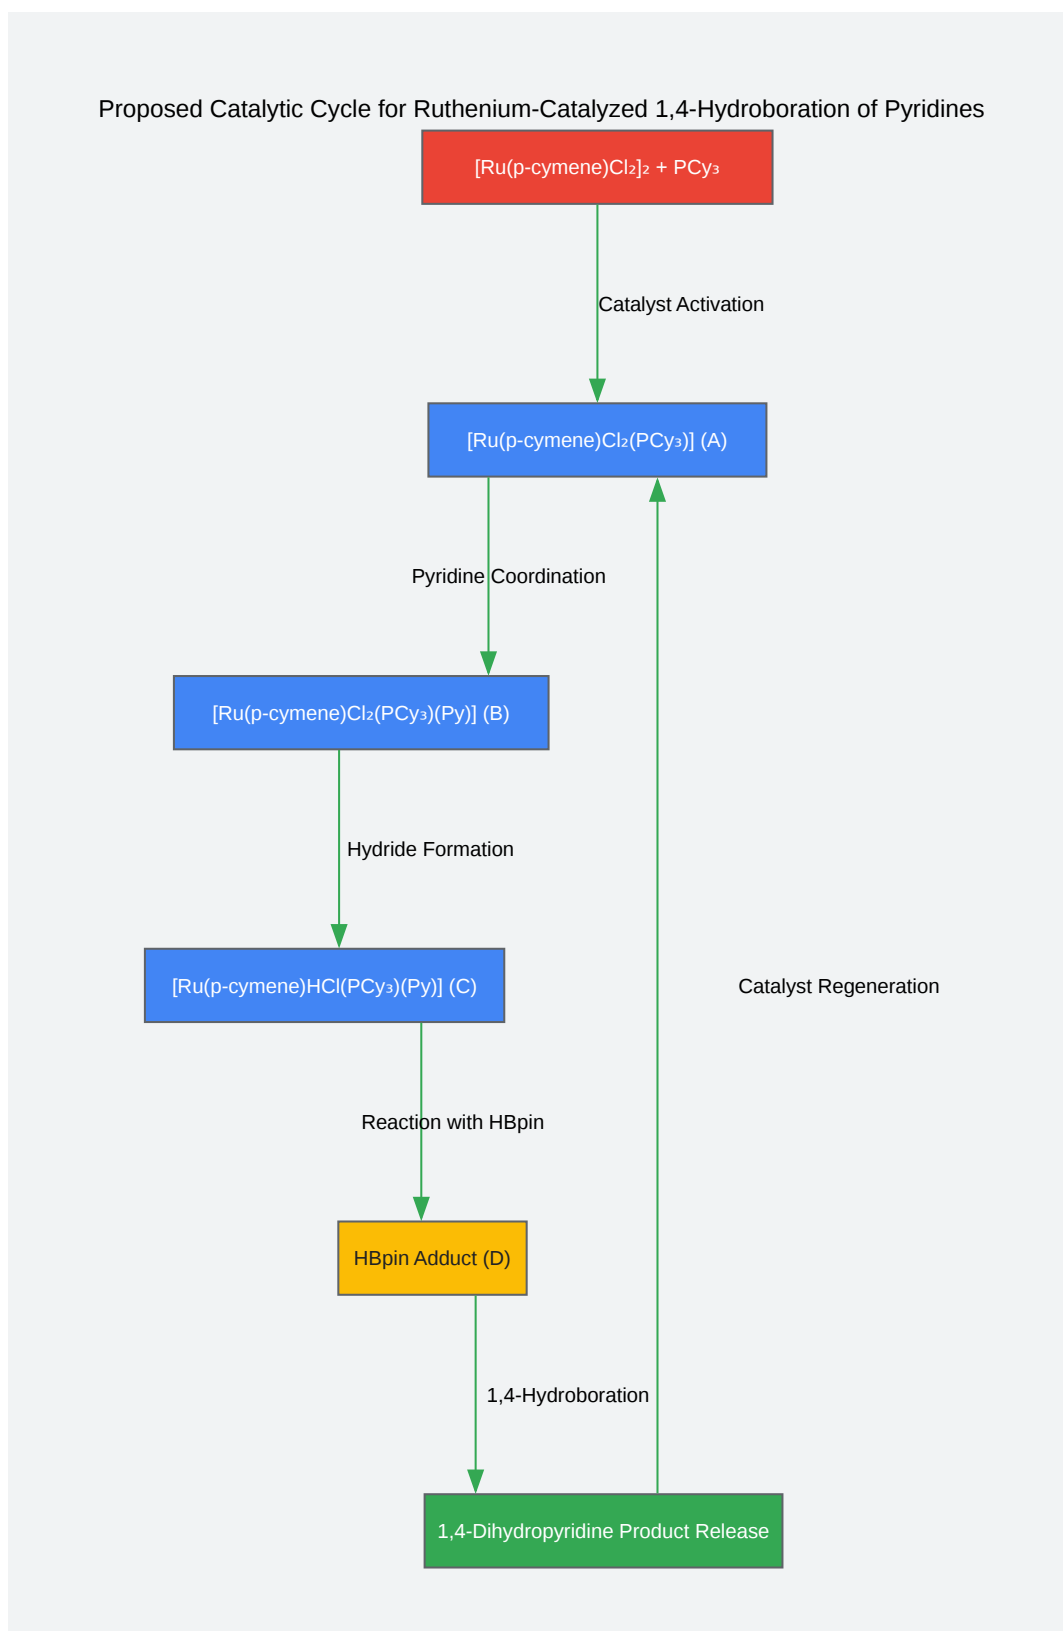 Proposed Catalytic Cycle for Ruthenium-Catalyzed 1,4-Hydroboration of Pyridines
[Ru(p-cymene)Cl₂]₂ + PCy₃
Catalyst Activation
[Ru(p-cymene)Cl₂(PCy₃)] (A)
Pyridine Coordination
[Ru(p-cymene)Cl₂(PCy₃)(Py)] (B)
Hydride Formation
[Ru(p-cymene)HCl(PCy₃)(Py)] (C)
Catalyst Regeneration
Reaction with HBpin
HBpin Adduct (D)
1,4-Hydroboration
1,4-Dihydropyridine Product Release